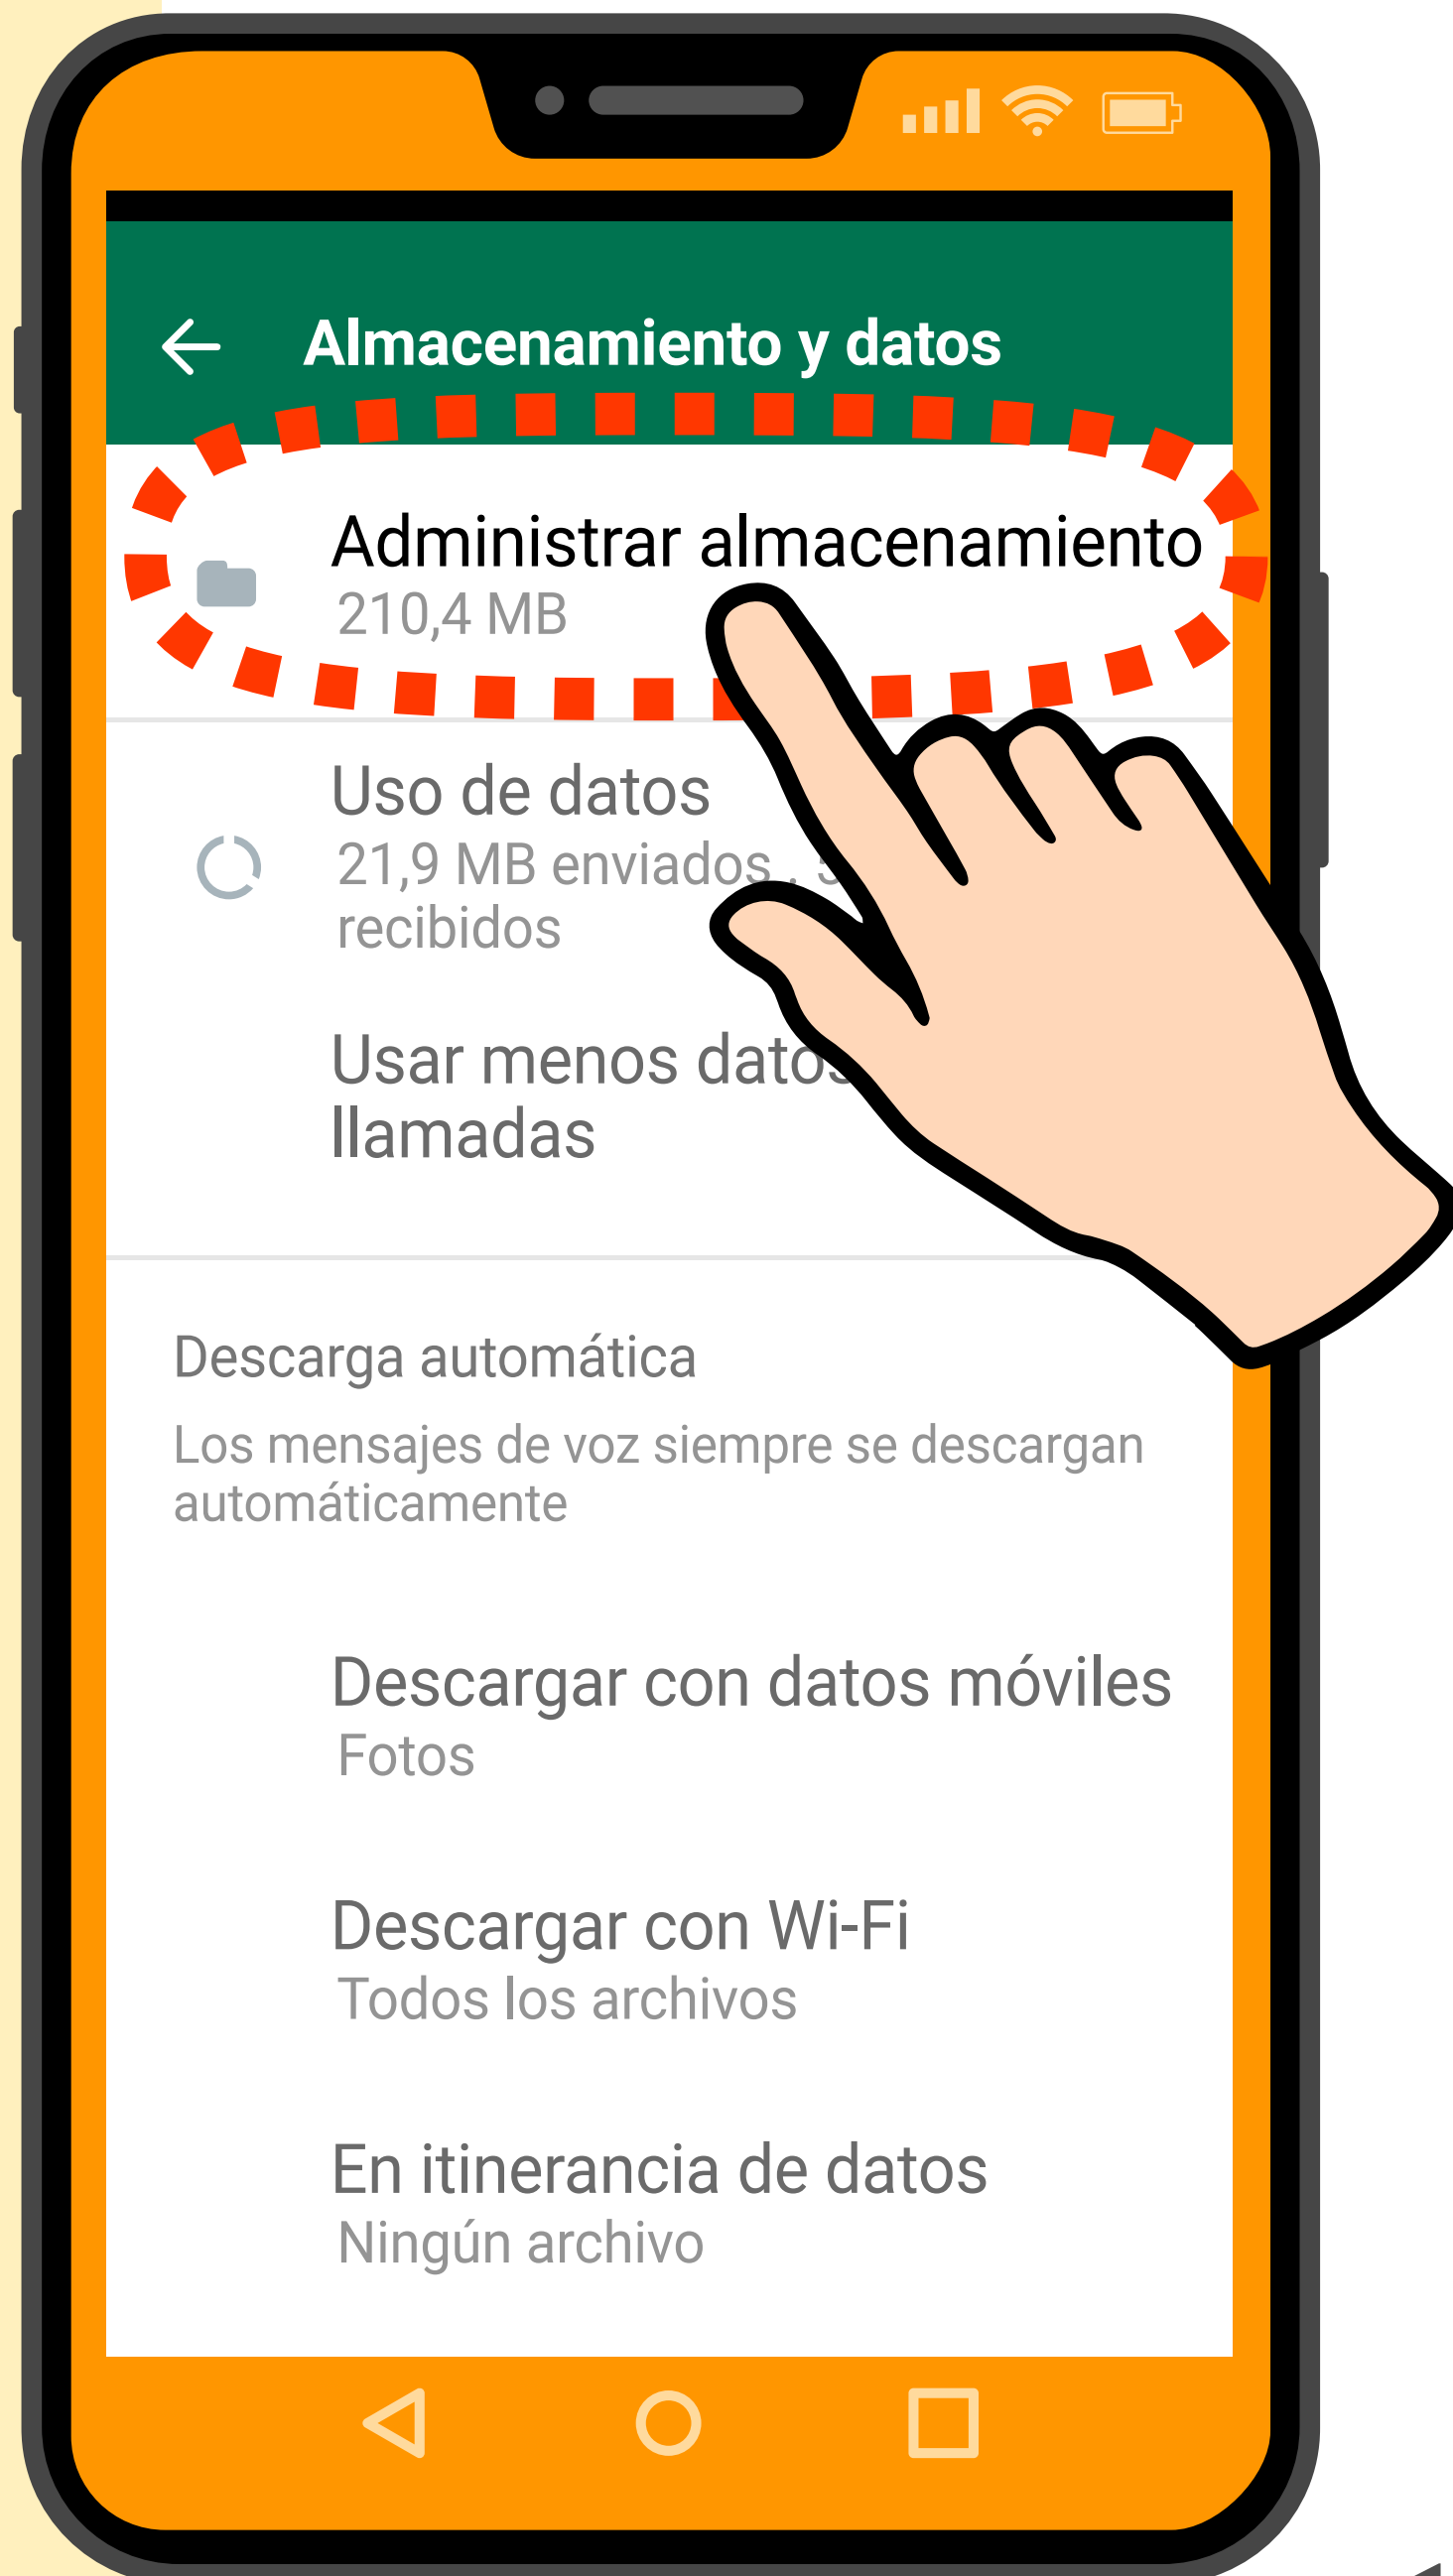 Almacenamiento y datos
Administrar almacenamiento
210,4 MB
Uso de datos
21,9 MB enviados .
recibidos
Usar menos datos
llamadas
Descarga automática
Los mensajes de voz siempre se descargan
automáticamente
Descargar con datos móviles
Fotos
Descargar con Wi-Fi
Todos los archivos
En itinerancia de datos
Ningún archivo